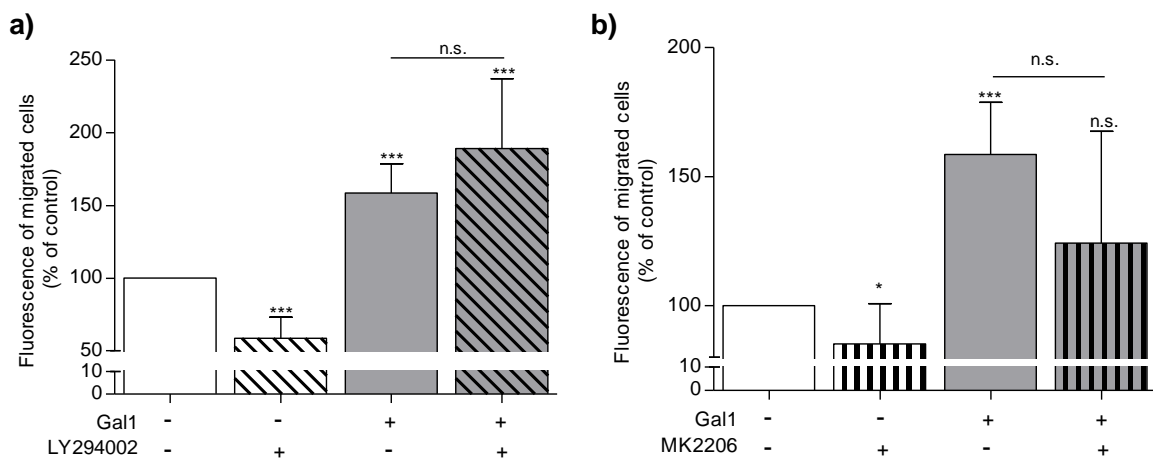 a)
Fluorescence of migrated cells
(% of control)
250
200
150
100
50
10
0
n.s.
***
***
***
Gal1 - - + +
LY294002 - + - +
b)
Fluorescence of migrated cells
(% of control)
200
150
100
10
0
n.s.
***
n.s.
*
Gal1 - - + +
MK2206 - + - +